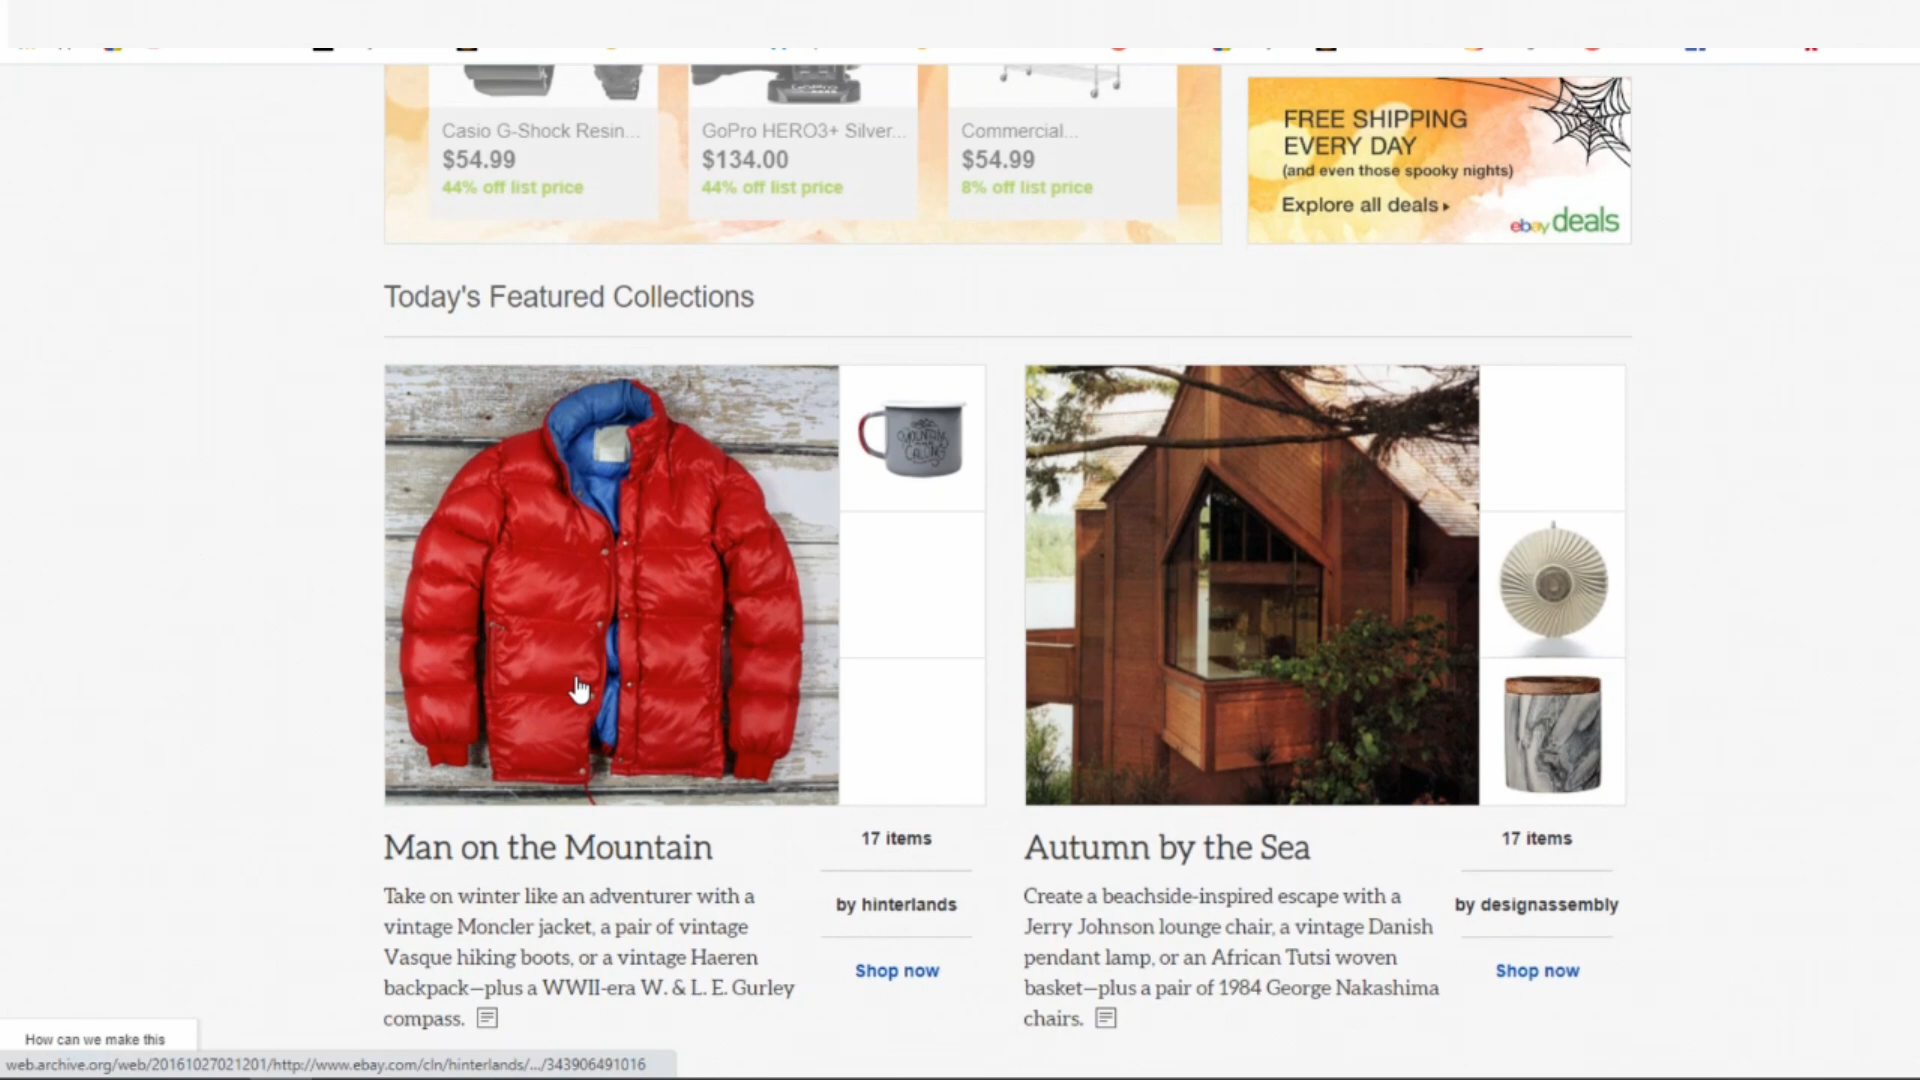 GoPro
Casio G-Shock Resin...
$54.99
44% off list price
GoPro HERO3+ Silver...
$134.00
44% off list price
Commercial...
$54.99
8% off list price
FREE SHIPPING
EVERY DAY
(and even those spooky nights)
Explore all deals
ebay deals
Today's Featured Collections
MOUNTAIN
CALLING
Man on the Mountain
Take on winter like an adventurer with a
vintage Moncler jacket, a pair of vintage
Vasque hiking boots, or a vintage Haeren
backpack—plus a WWII-era W. & L. E. Gurley
compass.
17 items
by hinterlands
Shop now
Autumn by the Sea
Create a beachside-inspired escape with a
Jerry Johnson lounge chair, a vintage Danish
pendant lamp, or an African Tutsi woven
basket—plus a pair of 1984 George Nakashima
chairs.
17 items
by designassembly
Shop now
How can we make this
web.archive.org/web/20161027021201/http://www.ebay.com/cln/hinterlands/.../343906491016